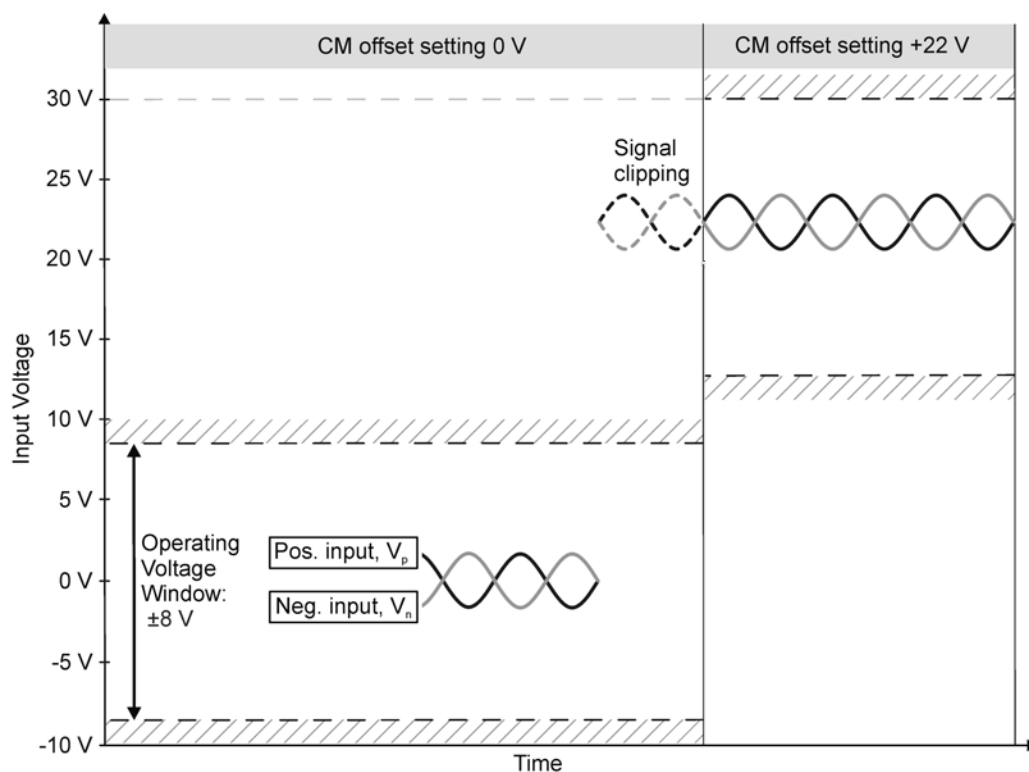 CM offset setting 0 V
CM offset setting +22 V
30 V
25 V
20 V
15 V
10 V
5 V
0 V
-5 V
-10 V
Input Voltage
Signal
clipping
Operating
Voltage
Window:
±8 V
Pos. input, Vp
Neg. input, Vn
Time